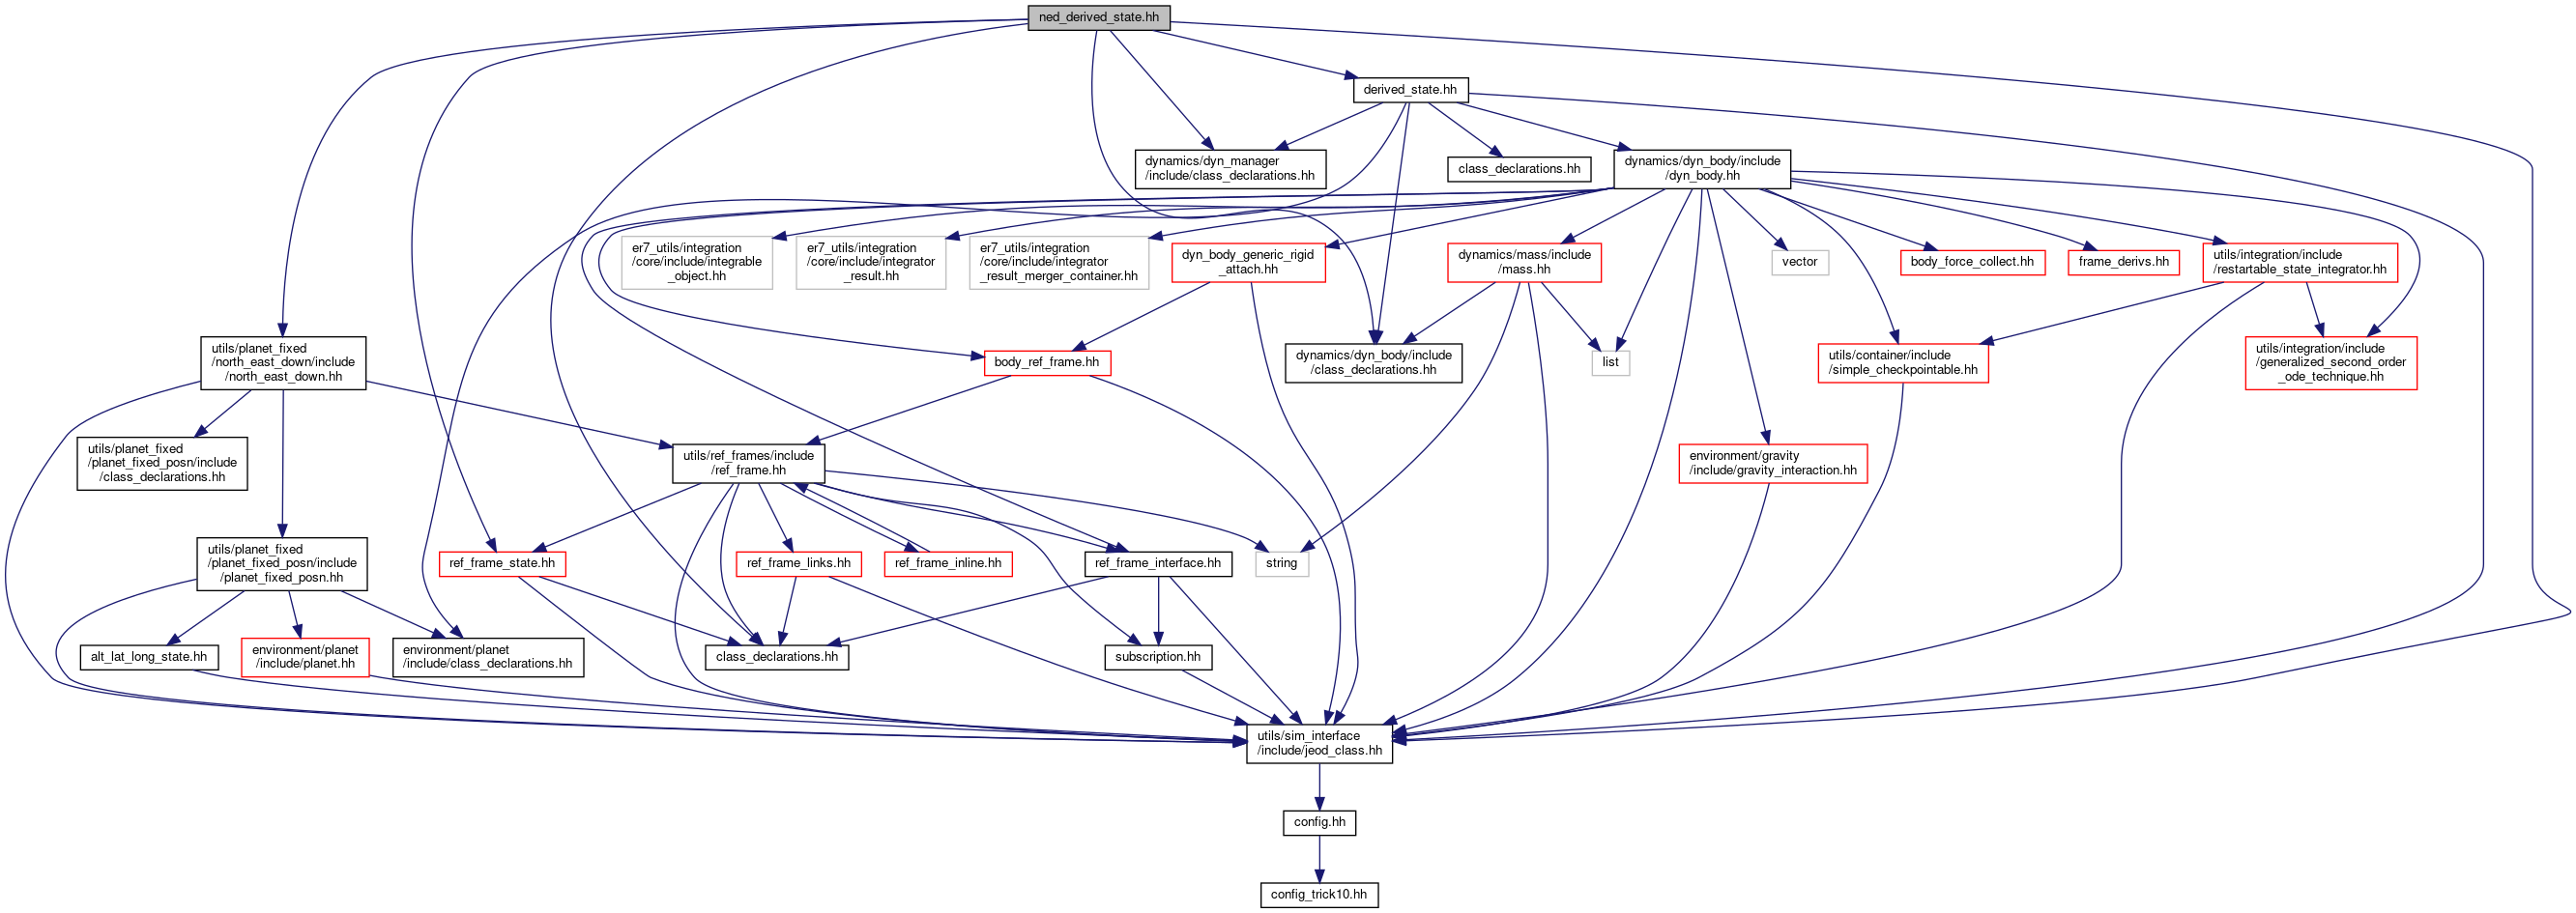 ned_derived_state.hh
derived_state.hh
dynamics/dyn_manager
/include/class_declarations.hh
class_declarations.hh
dynamics/dyn_body/include
/dyn_body.hh
er7_utils/integration
/core/include/integrable
_object.hh
er7_utils/integration
/core/include/integrator
_result.hh
er7_utils/integration
/core/include/integrator
_result_merger_container.hh
dyn_body_generic_rigid
_attach.hh
dynamics/mass/include
/mass.hh
vector
body_force_collect.hh
frame_derivs.hh
utils/integration/include
/restartable_state_integrator.hh
utils/planet_fixed
/north_east_down/include
/north_east_down.hh
body_ref_frame.hh
dynamics/dyn_body/include
/class_declarations.hh
list
utils/container/include
/simple_checkpointable.hh
utils/integration/include
/generalized_second_order
_ode_technique.hh
utils/planet_fixed
/planet_fixed_posn/include
/class_declarations.hh
utils/ref_frames/include
/ref_frame.hh
environment/gravity
/include/gravity_interaction.hh
utils/planet_fixed
/planet_fixed_posn/include
/planet_fixed_posn.hh
ref_frame_state.hh
ref_frame_links.hh
ref_frame_inline.hh
ref_frame_interface.hh
string
alt_lat_long_state.hh
environment/planet
/include/planet.hh
environment/planet
/include/class_declarations.hh
class_declarations.hh
subscription.hh
utils/sim_interface
/include/jeod_class.hh
config.hh
config_trick10.hh